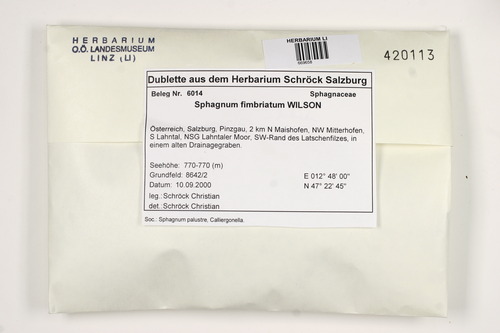 HERBARIUM
O.Ö. LANDESMUSEUM
LINZ (LI)
HERBARIUM LI
420113
Dublette aus dem Herbarium Schröck Salzburg
Beleg Nr. 6014 Sphagnaceae
Sphagnum fimbriatum WILSON
Österreich, Salzburg, Pinzgau, 2 km N Maishofen, NW Mitterhofen,
S Lahntal, NSG Lahntaler Moor, SW-Rand des Latschenfilzes, in
einem alten Drainagegraben.
Seehöhe: 770-770 (m)
Grundfeld: 8642/2 E 012° 48' 00"
Datum: 10.09.2000 N 47° 22' 45"
leg.: Schröck Christian
det.: Schröck Christian
Soc.: Sphagnum palustre, Calliergonella.